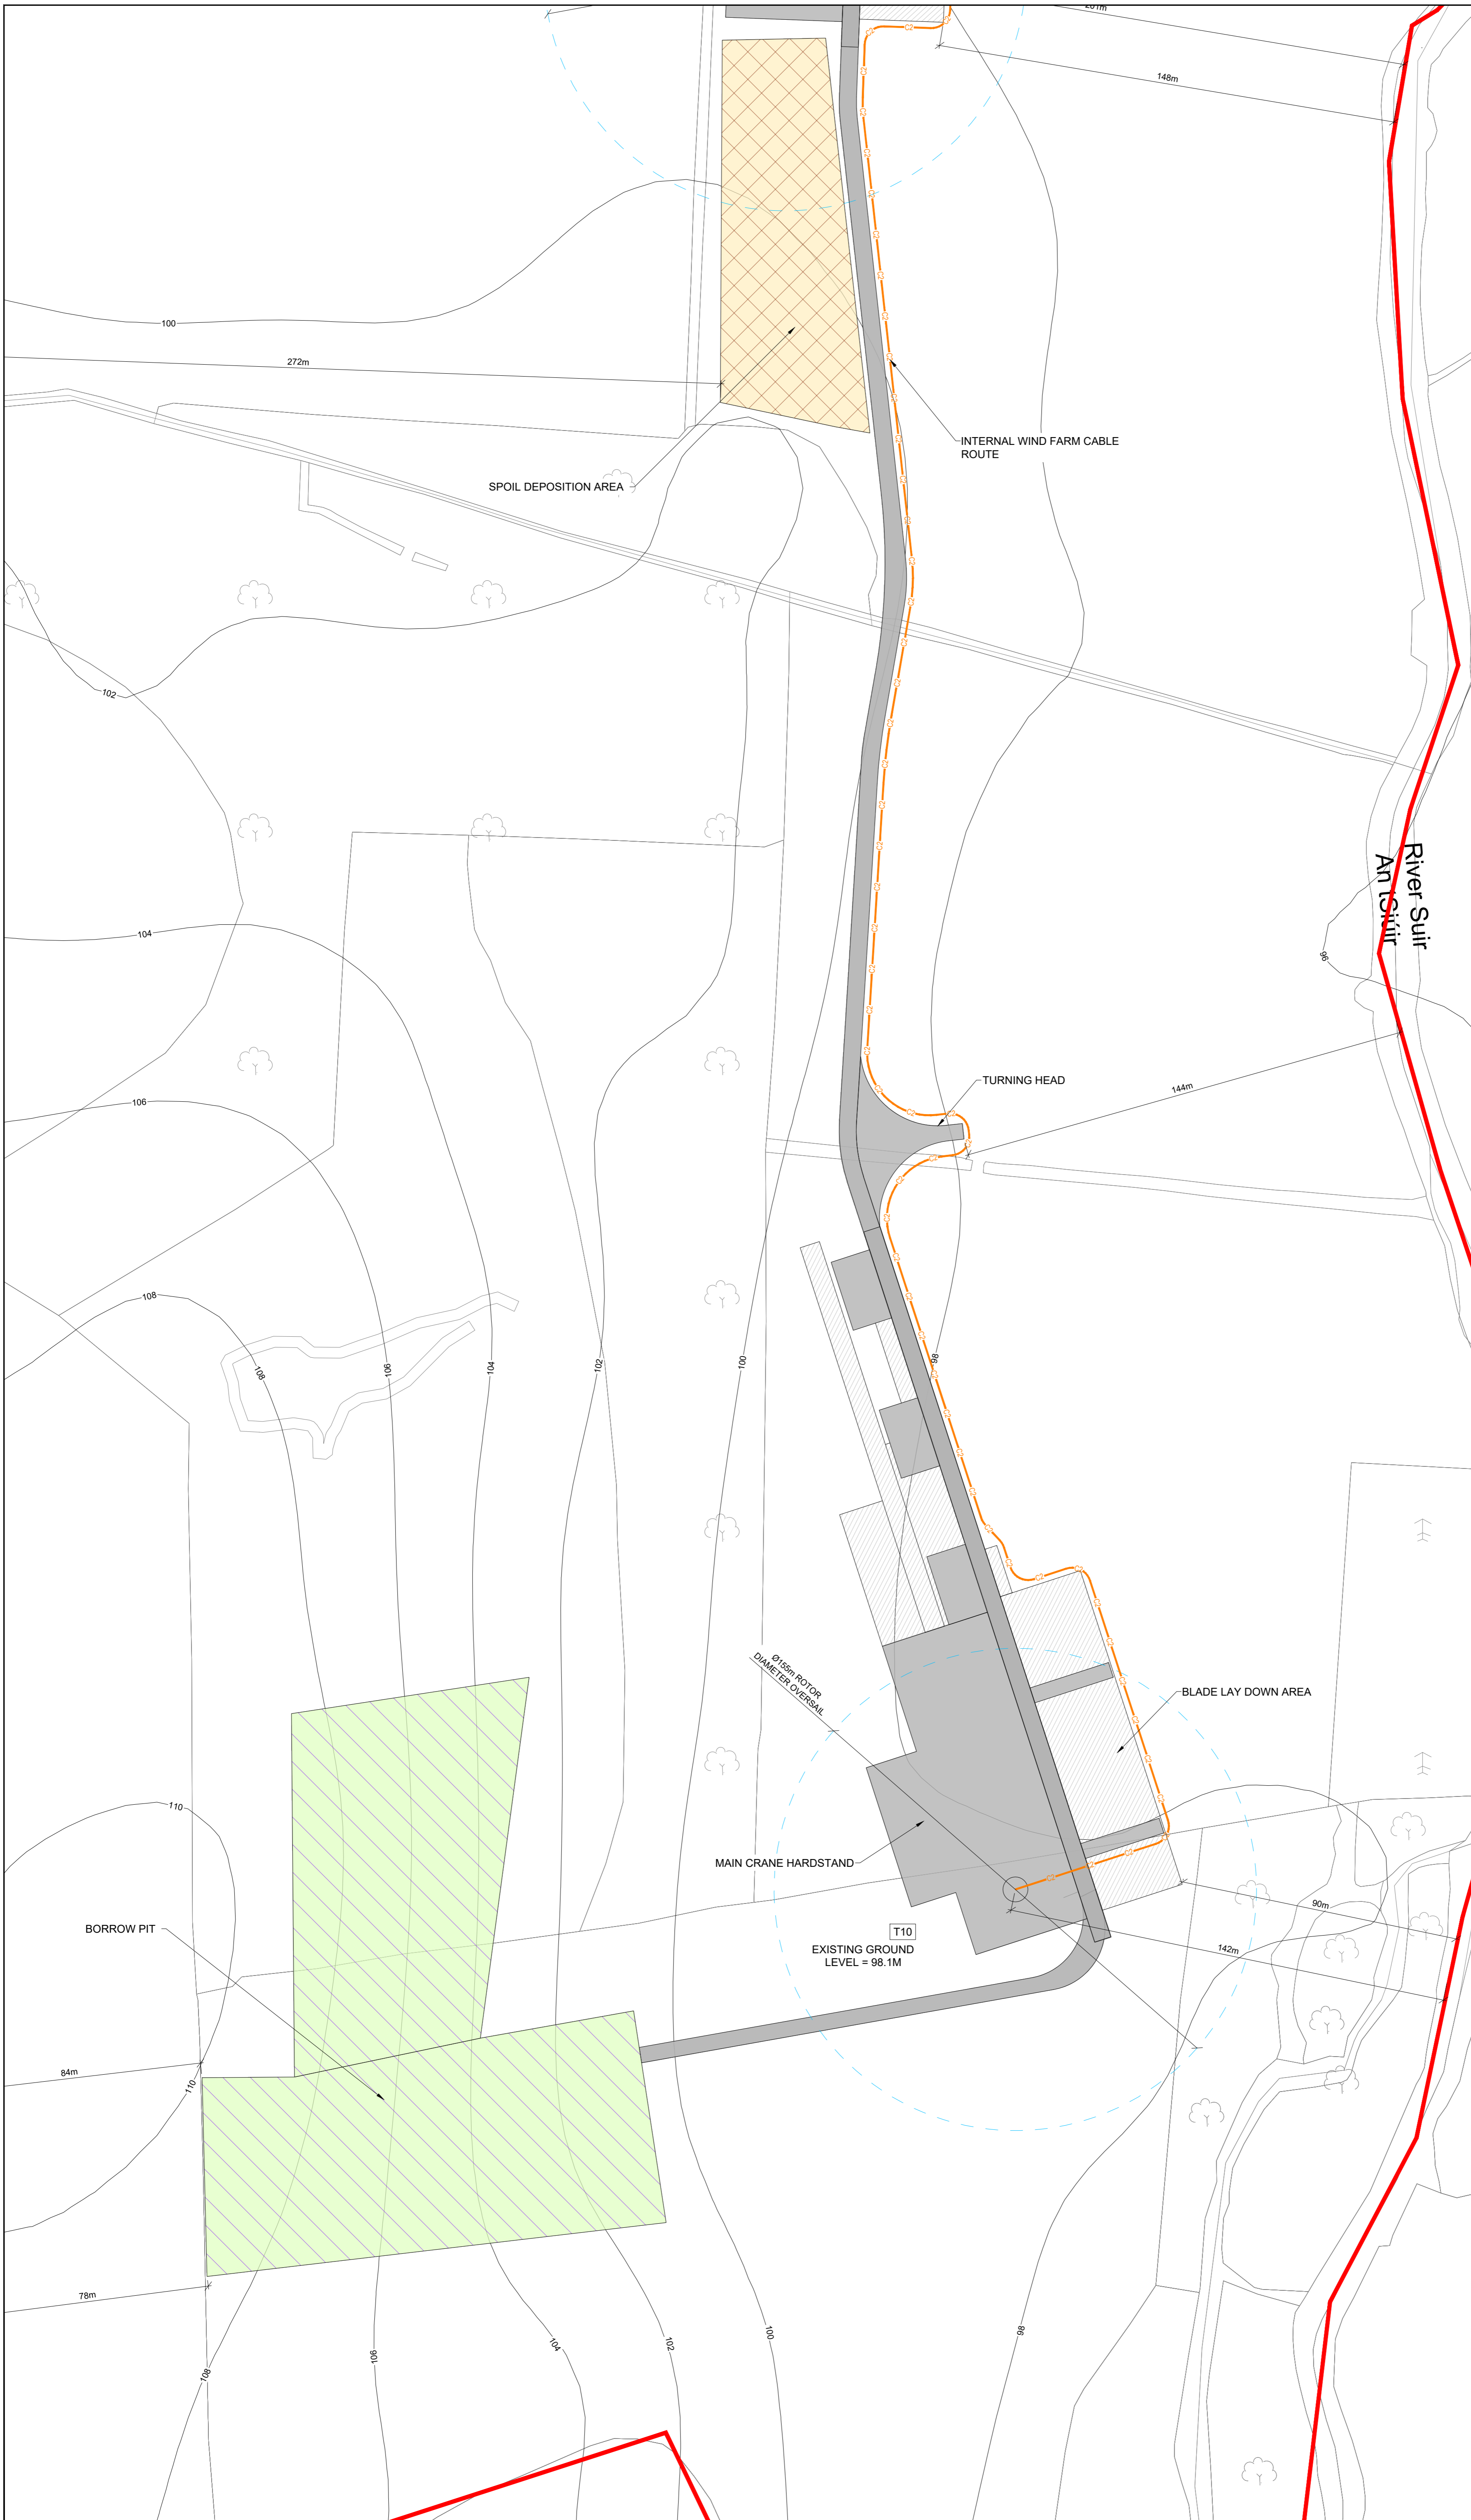 201m
148m
100
272m
INTERNAL WIND FARM CABLE
ROUTE
SPOIL DEPOSITION AREA
102
River Suir
An tSiúir
104
96
TURNING HEAD
144m
106
108
108
106
104
102
100
98
Ø155m ROTOR
DIAMETER OVERSAIL
BLADE LAY DOWN AREA
110
MAIN CRANE HARDSTAND
90m
BORROW PIT
T10
EXISTING GROUND
LEVEL = 98.1M
142m
84m
110
78m
98
100
102
104
106
108
C2